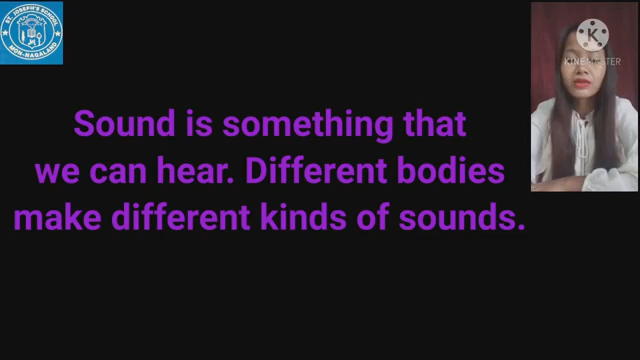 ST. JOSEPH'S SCHOOL
MON-NAGALAND
K
KINEMASTER
Sound is something that
we can hear. Different bodies
make different kinds of sounds.